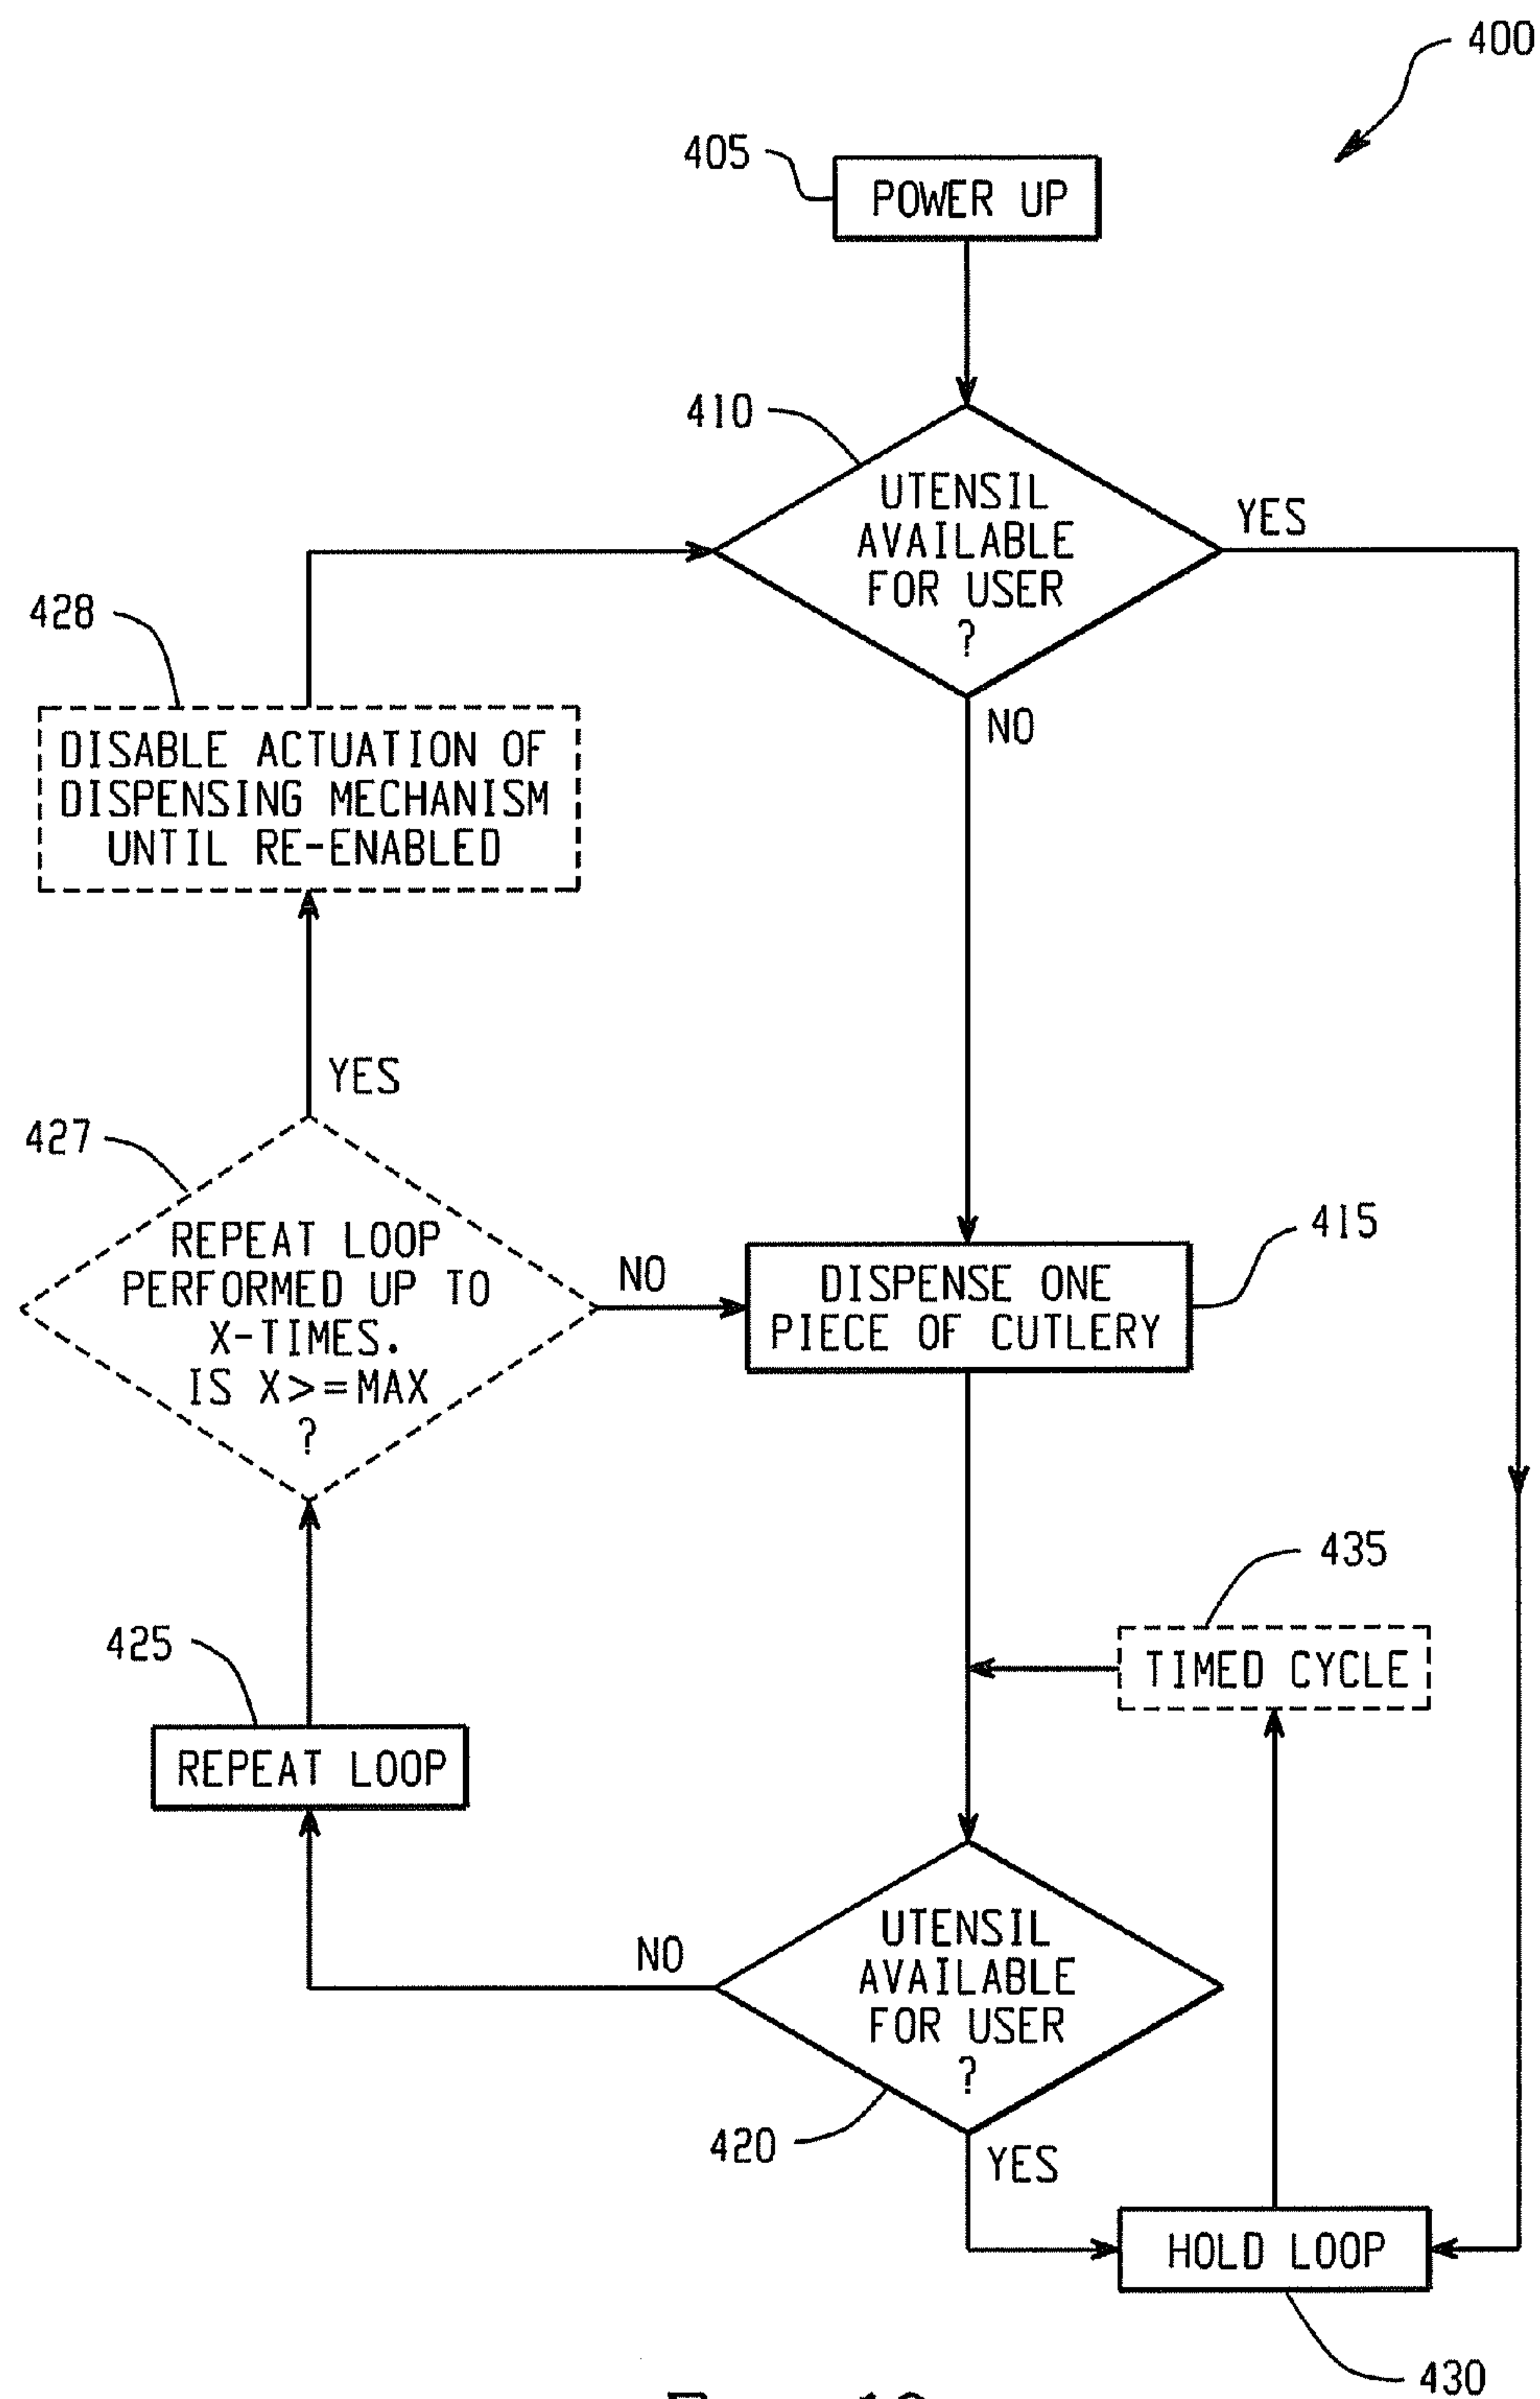 400
405
POWER UP
410
UTENSIL
AVAILABLE
FOR USER
?
YES
NO
428
DISABLE ACTUATION OF
DISPENSING MECHANISM
UNTIL RE-ENABLED
YES
427
REPEAT LOOP
PERFORMED UP TO
X-TIMES.
IS X>=MAX
?
NO
415
DISPENSE ONE
PIECE OF CUTLERY
435
TIMED CYCLE
425
REPEAT LOOP
NO
UTENSIL
AVAILABLE
FOR USER
?
420
YES
HOLD LOOP
430